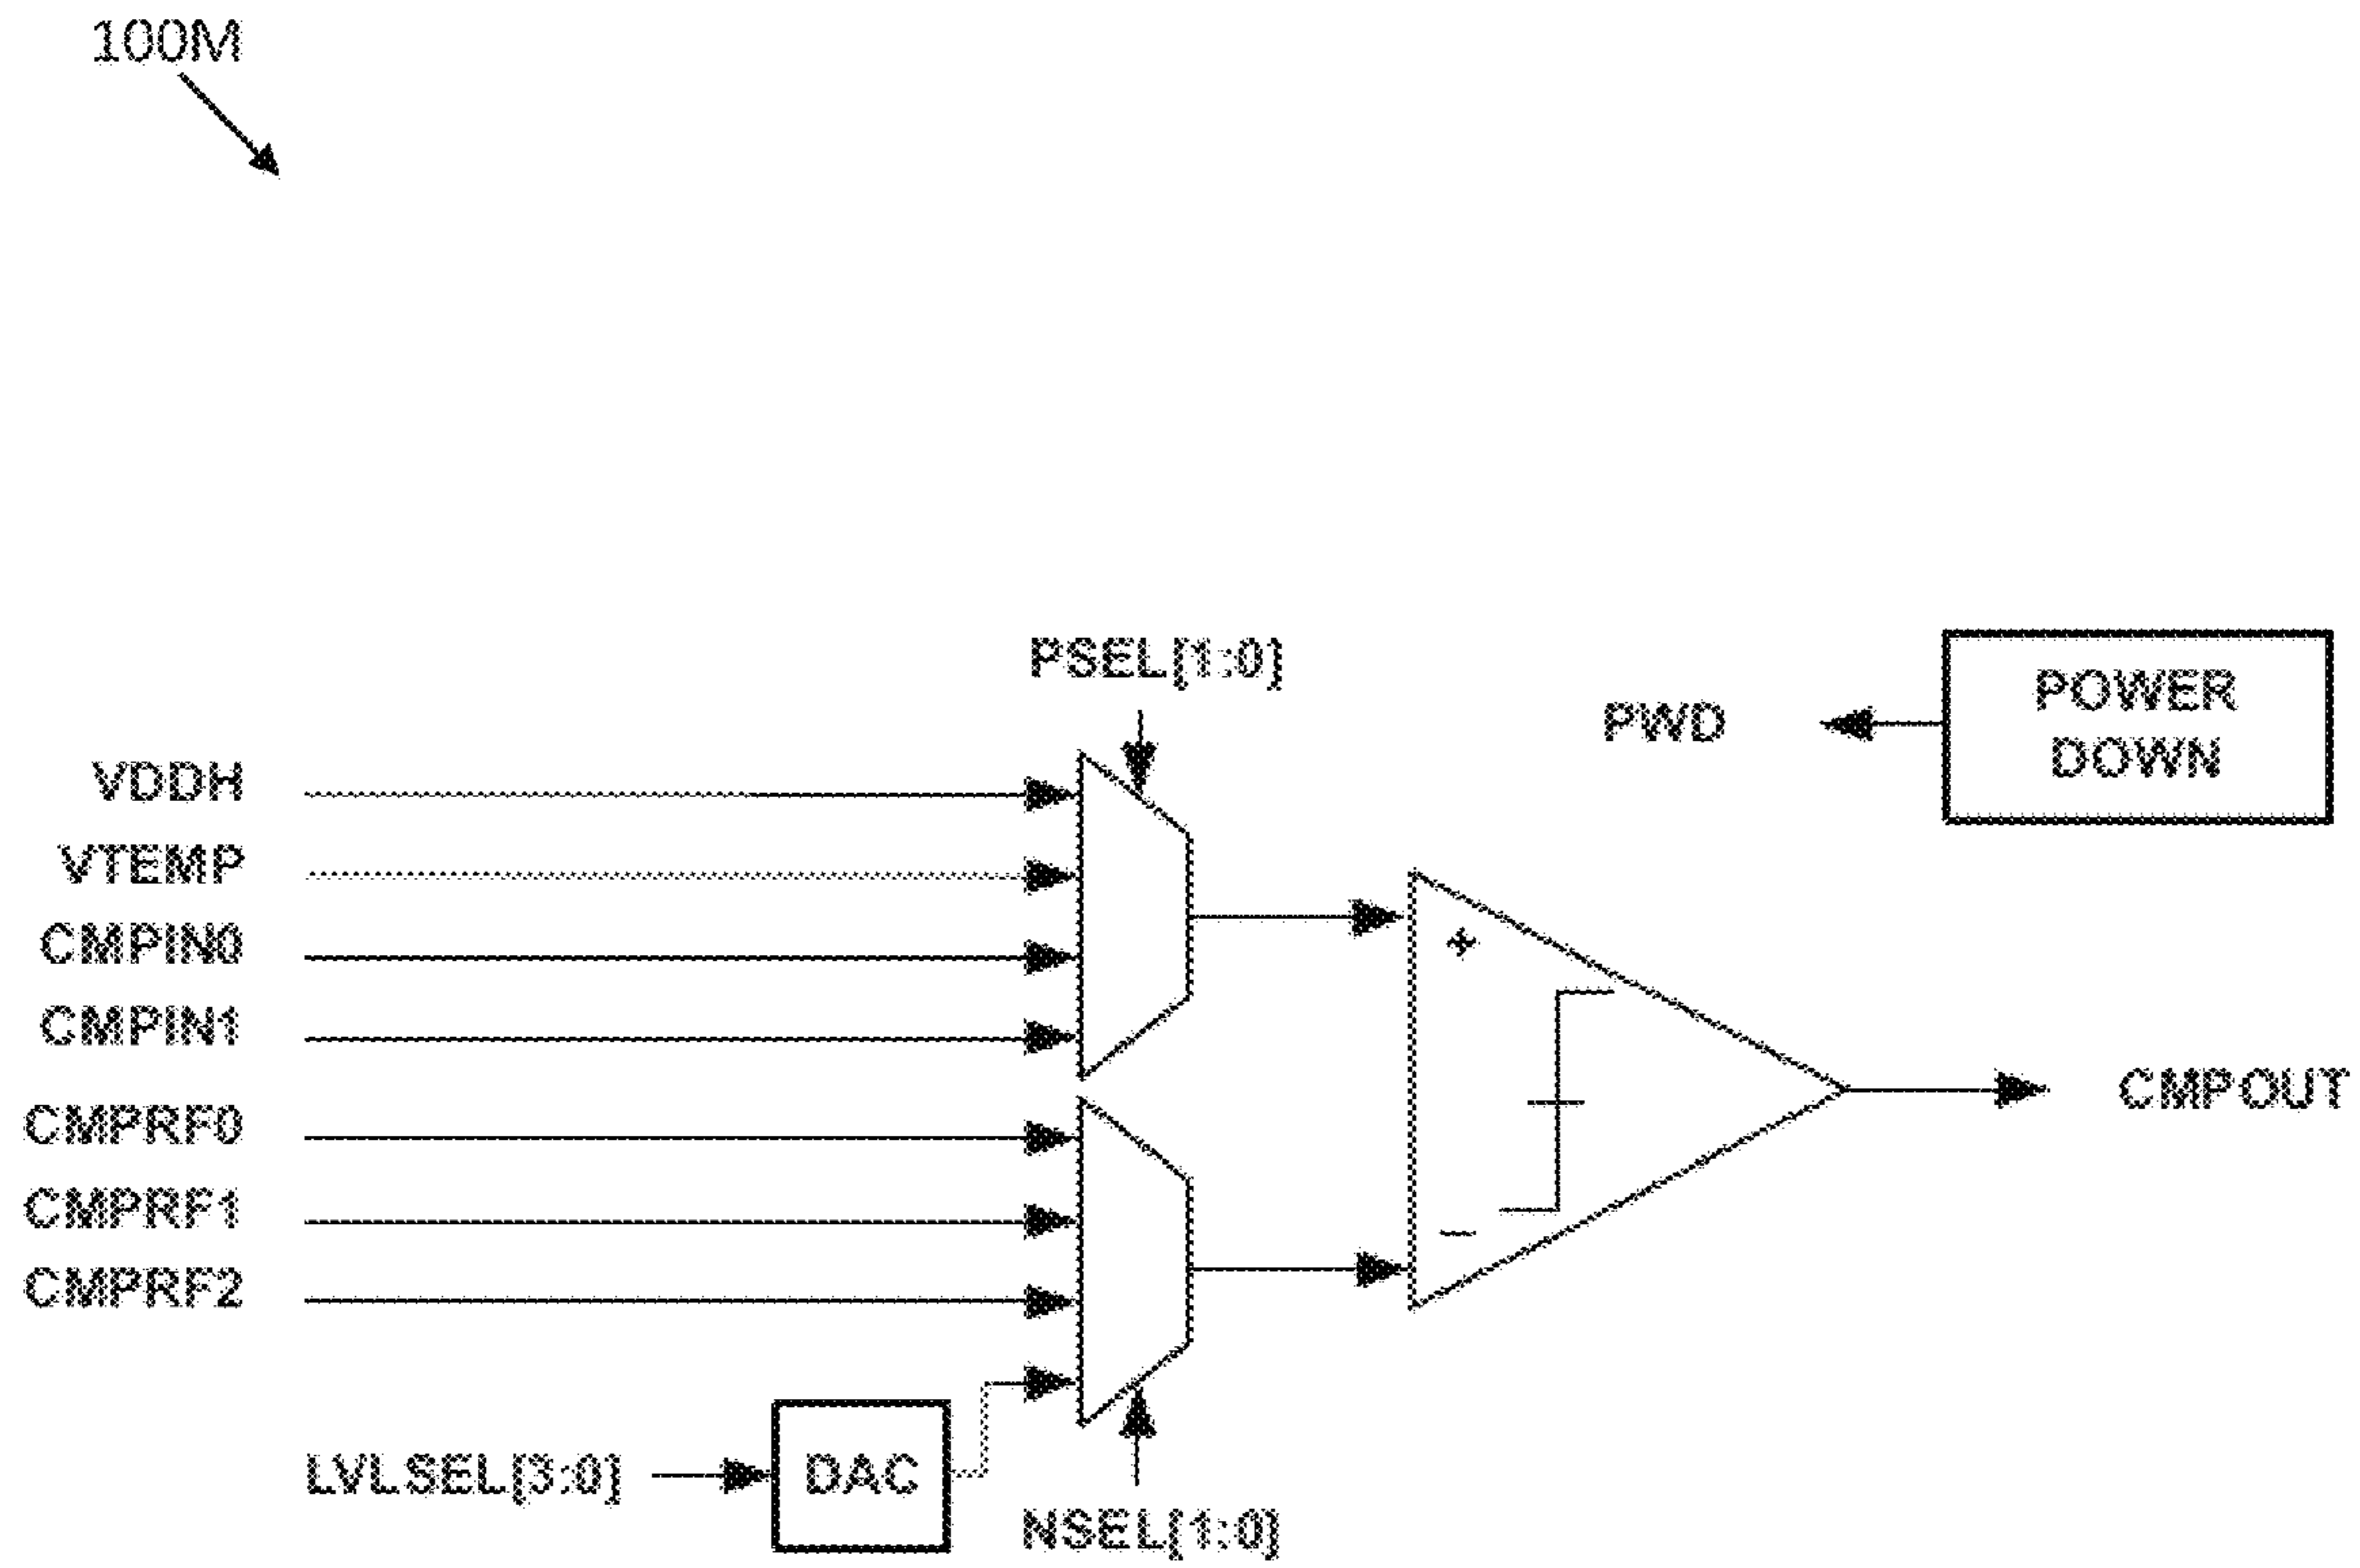 100M
PSEL[1:0]
PWD
POWER
DOWN
VDDH
VTEMP
CMPIN0
CMPIN1
CMPRF0
CMPRF1
CMPRF2
+
–
CMPOUT
LVLSEL[3:0]
DAC
NSEL[1:0]